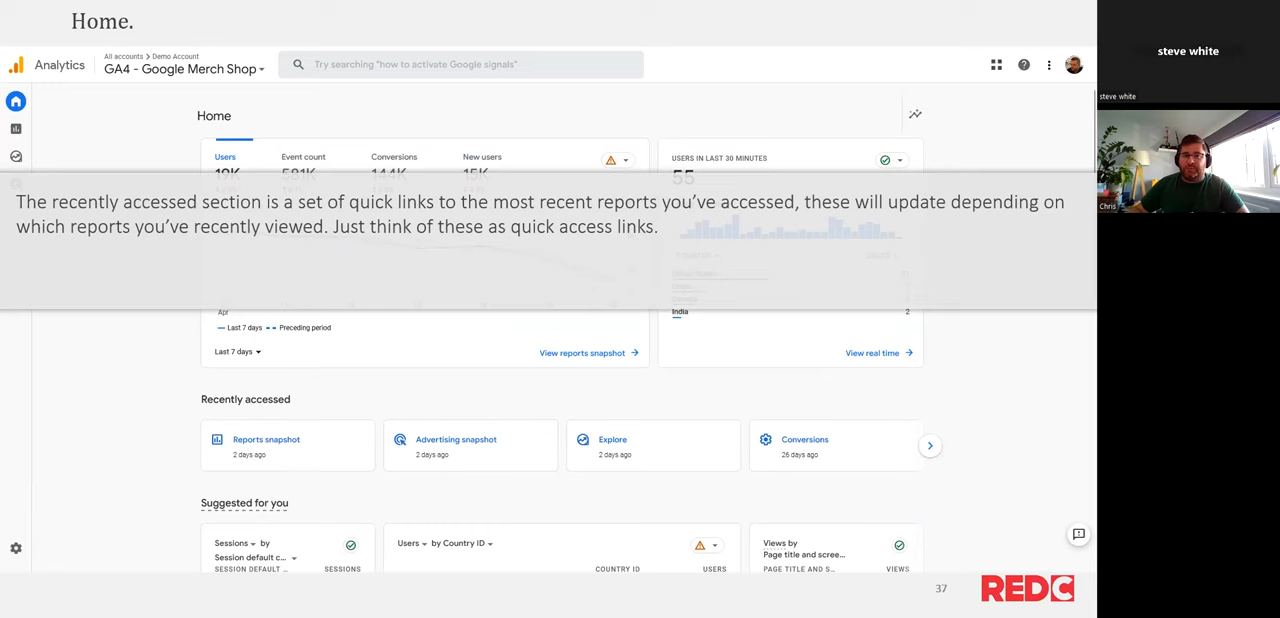 Home.
steve white
Analytics
All accounts > Demo Account
GA4 - Google Merch Shop
Try searching "how to activate Google signals"
steve white
Home
Users
Event count
Conversions
New users
USERS IN LAST 30 MINUTES
19K
581K
144K
15K
55
The recently accessed section is a set of quick links to the most recent reports you've accessed, these will update depending on
which reports you've recently viewed. Just think of these as quick access links.
Chris
India
2
Apr
Last 7 days
Preceding period
Last 7 days
View reports snapshot
View real time
Recently accessed
Reports snapshot
2 days ago
Advertising snapshot
2 days ago
Explore
2 days ago
Conversions
26 days ago
Suggested for you
Sessions by
Session default c...
SESSION DEFAULT ...
SESSIONS
Users by Country ID
COUNTRY ID
USERS
Views by
Page title and scree...
PAGE TITLE AND S...
VIEWS
37
REDC